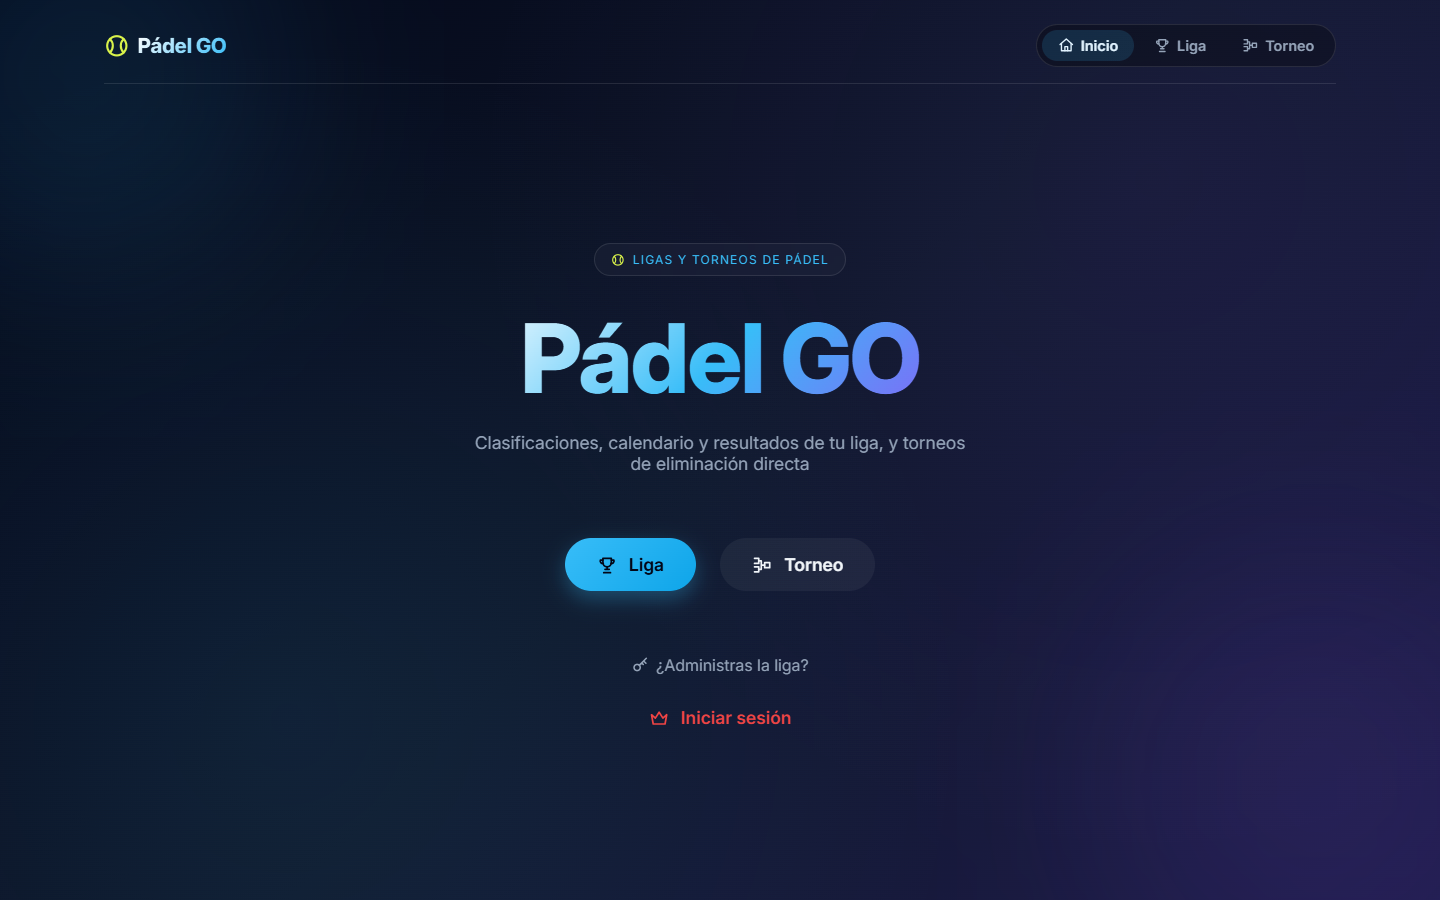 Pádel GO
Inicio
Liga
Torneo
LIGAS Y TORNEOS DE PÁDEL
Pádel GO
Clasificaciones, calendario y resultados de tu liga, y torneos
de eliminación directa
Liga
Torneo
¿Administras la liga?
Iniciar sesión